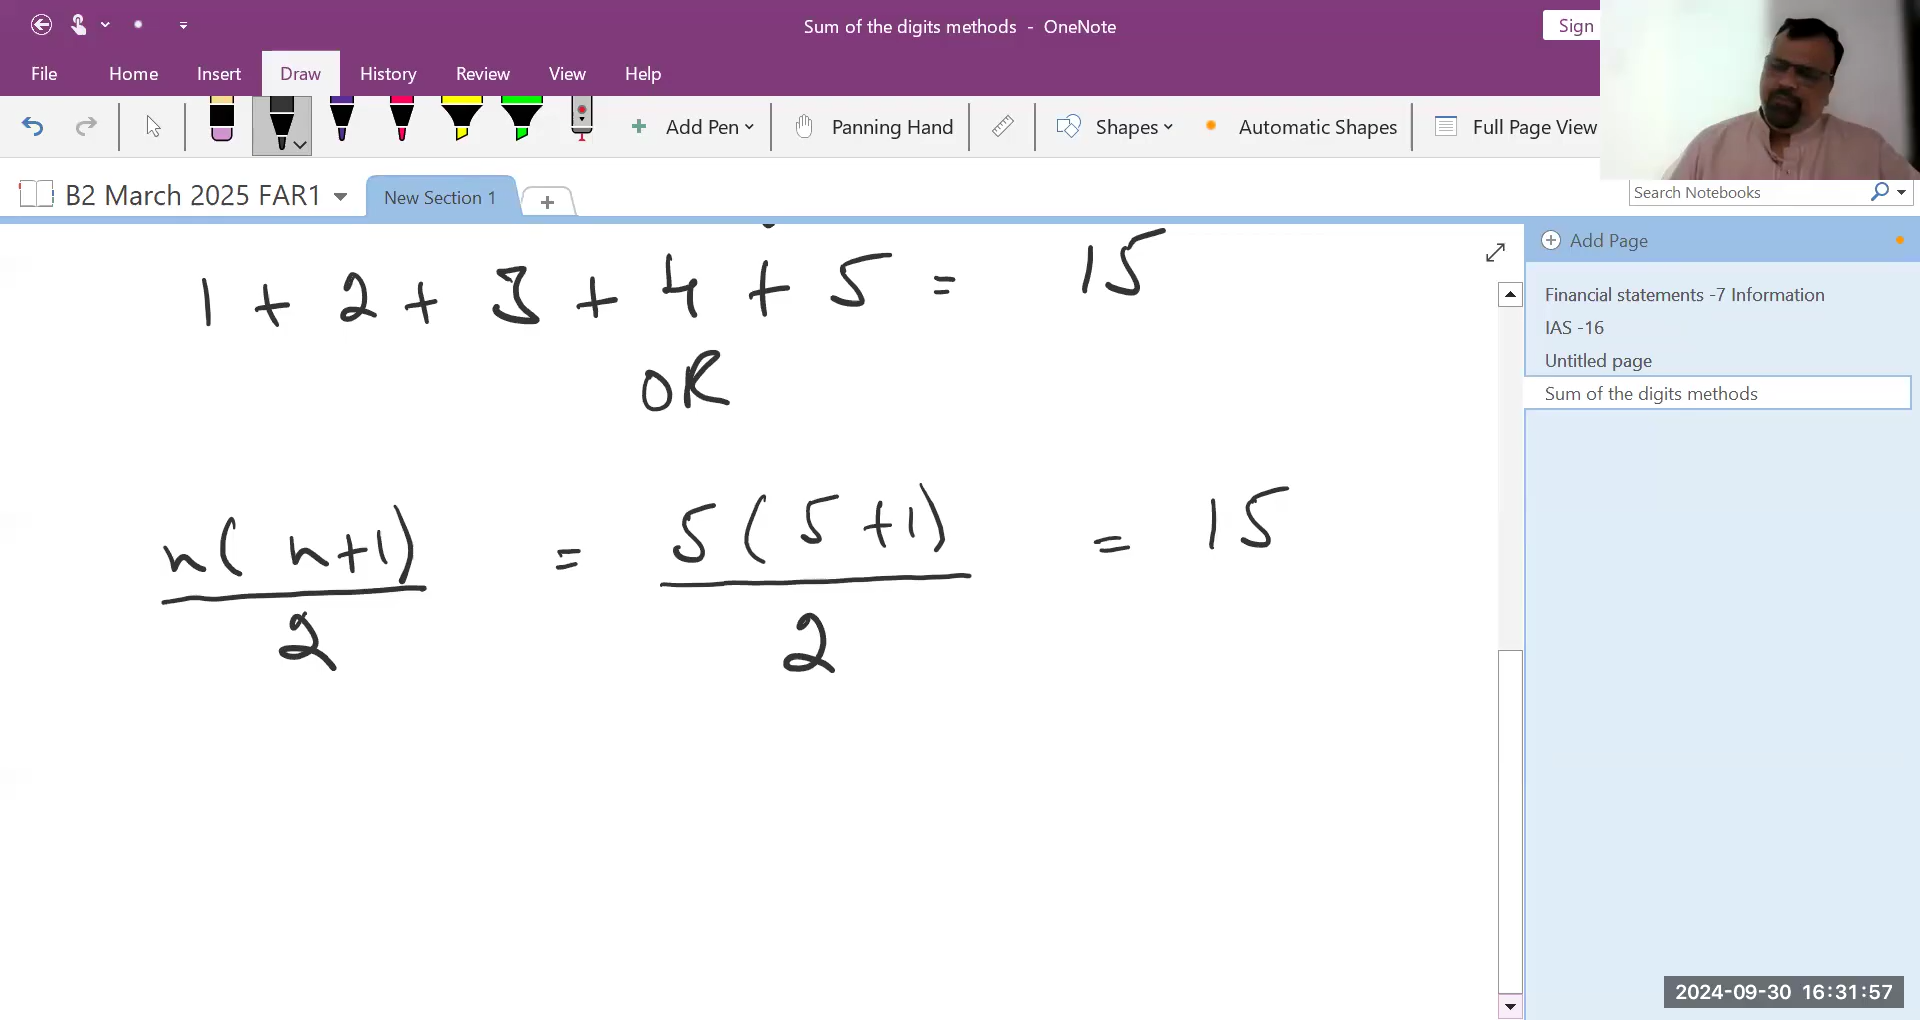 Sum of the digits methods - OneNote
Sign
File Home Insert Draw History Review View Help
Add Pen Panning Hand Shapes Automatic Shapes Full Page View
B2 March 2025 FAR1 New Section 1
Search Notebooks
Add Page
Financial statements -7 Information
IAS -16
Untitled page
Sum of the digits methods
1 + 2 + 3 + 4 + 5 = 15
OR
n( n+1) = 5 ( 5 +1) = 15
2 2
2024-09-30 16:31:57